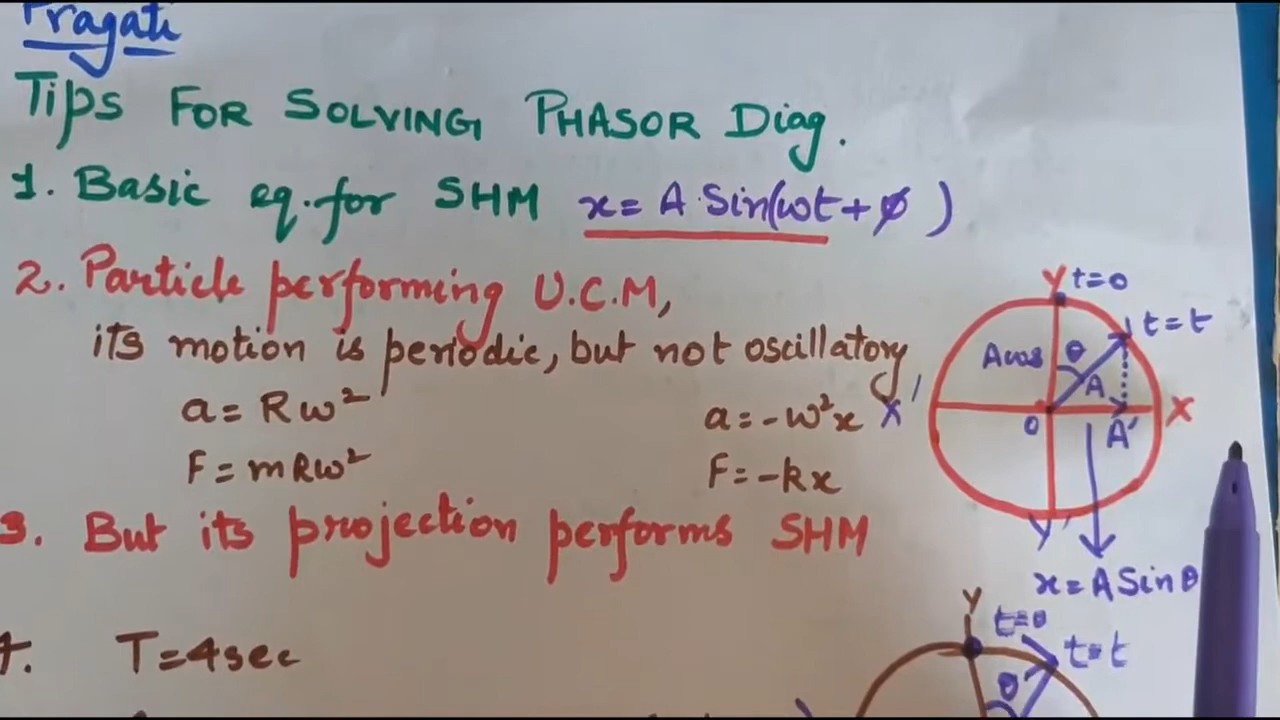 Pragati
Tips FOR SOLVING PHASOR Diag.
1. Basic eq. for SHM x = A Sin(ωt + φ)
2. Particle performing U.C.M,
its motion is periodic, but not oscillatory
a = Rω²
a = -ω²x
F = mRω²
F = -kx
3. But its projection performs SHM
T = 4 sec
Y t=0
t=t
Acosθ θ
A
X' X
O A'
Y'
x = A Sin θ
Y
t=0
t=t
θ